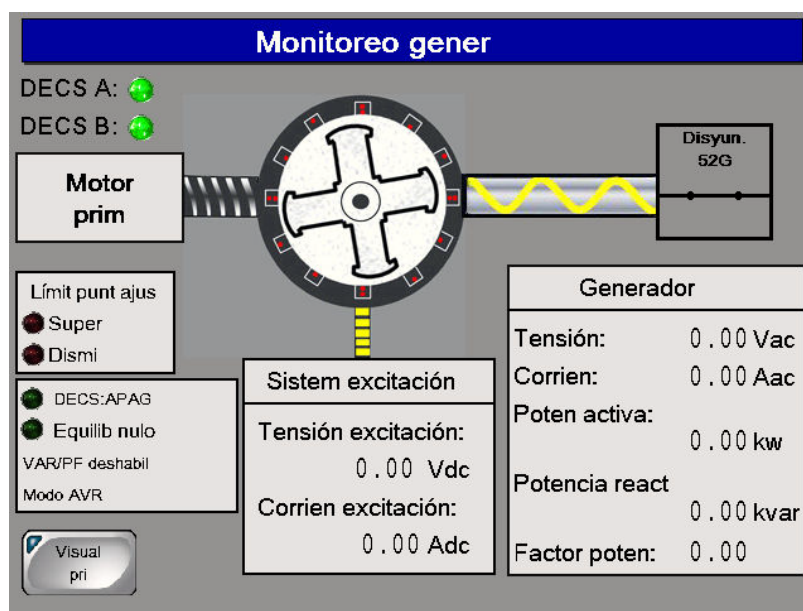 Monitoreo gener
DECS A:
DECS B:
Motor
prim
Disyun.
52G
Límit punt ajus
Super
Dismi
DECS:APAG
Equilib nulo
VAR/PF deshabil
Modo AVR
Visual
pri
Sistem excitación
Tensión excitación:
0.00 Vdc
Corrien excitación:
0.00 Adc
Generador
Tensión: 0.00 Vac
Corrien: 0.00 Aac
Poten activa:
0.00 kw
Potencia react
0.00 kvar
Factor poten: 0.00